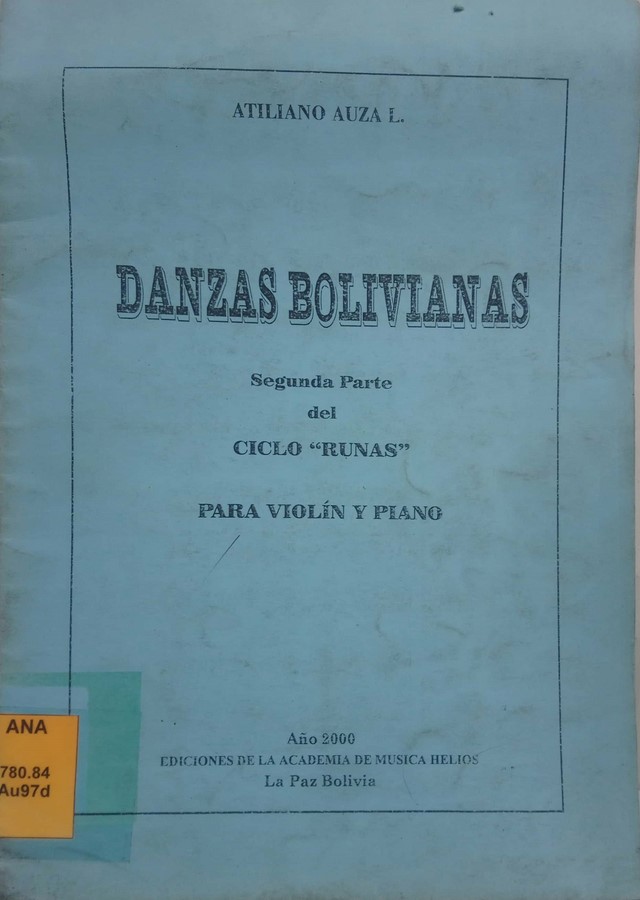 ATILIANO AUZA L.
DANZAS BOLIVIANAS
Segunda Parte
del
CICLO “RUNAS”
PARA VIOLÍN Y PIANO
Año 2000
EDICIONES DE LA ACADEMIA DE MUSICA HELIOS
La Paz Bolivia
ANA
780.84
Au97d